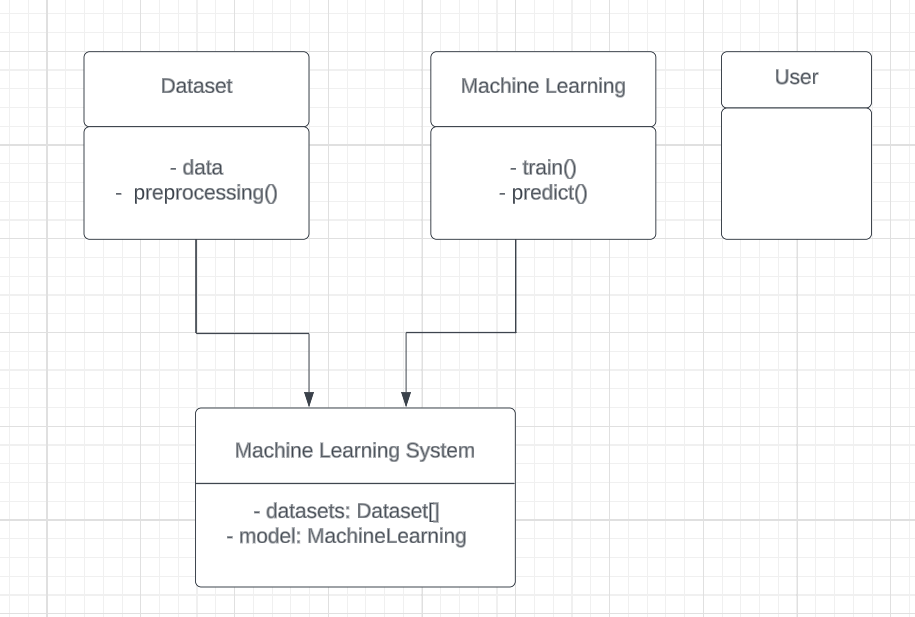 Dataset
- data
- preprocessing()
Machine Learning
- train()
- predict()
User
Machine Learning System
- datasets: Dataset[]
- model: MachineLearning